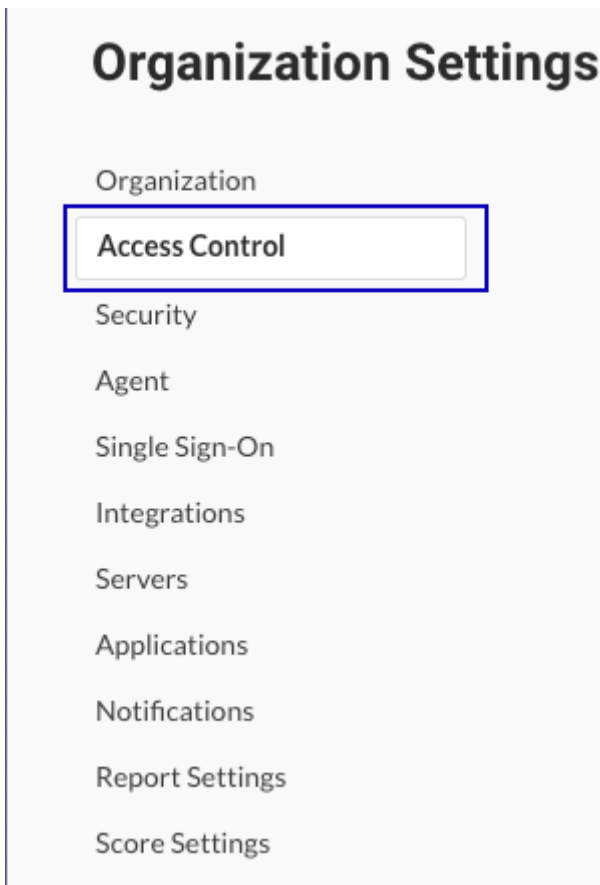 Organization Settings
Organization
Access Control
Security
Agent
Single Sign-On
Integrations
Servers
Applications
Notifications
Report Settings
Score Settings